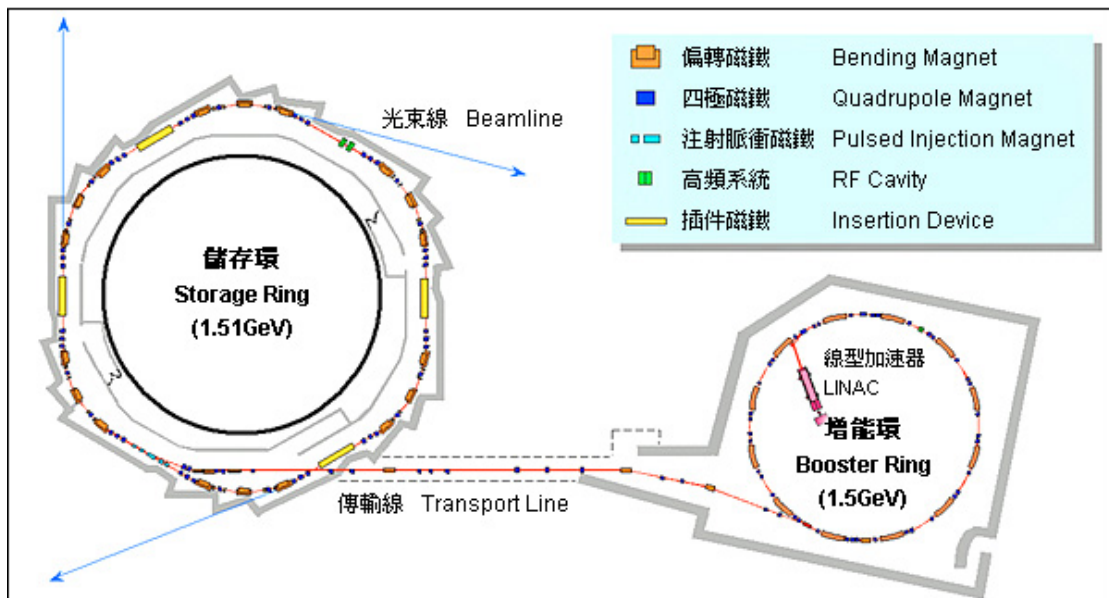 偏轉磁鐵 Bending Magnet
四極磁鐵 Quadrupole Magnet
注射脈衝磁鐵 Pulsed Injection Magnet
高頻系統 RF Cavity
插件磁鐵 Insertion Device
光束線 Beamline
儲存環
Storage Ring
(1.51GeV)
線型加速器
LINAC
增能環
Booster Ring
(1.5GeV)
傳輸線 Transport Line